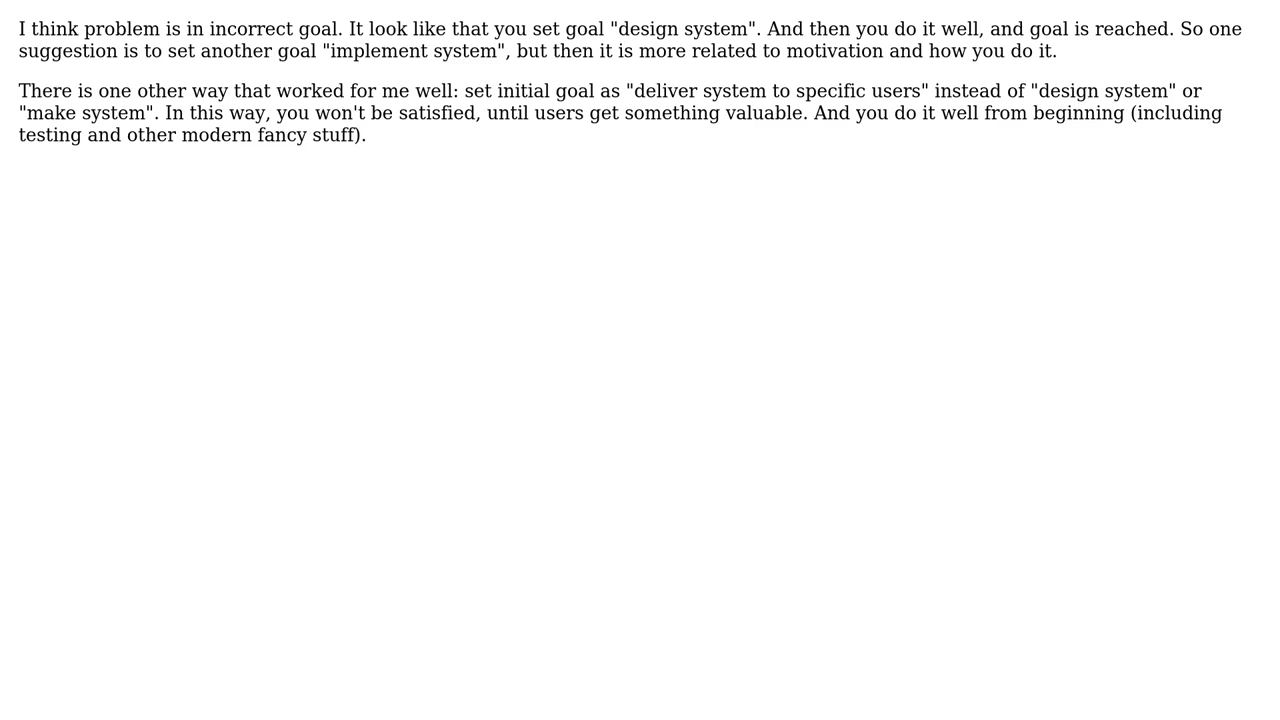 I think problem is in incorrect goal. It look like that you set goal "design system". And then you do it well, and goal is reached. So one
suggestion is to set another goal "implement system", but then it is more related to motivation and how you do it.
There is one other way that worked for me well: set initial goal as "deliver system to specific users" instead of "design system" or
"make system". In this way, you won't be satisfied, until users get something valuable. And you do it well from beginning (including
testing and other modern fancy stuff).